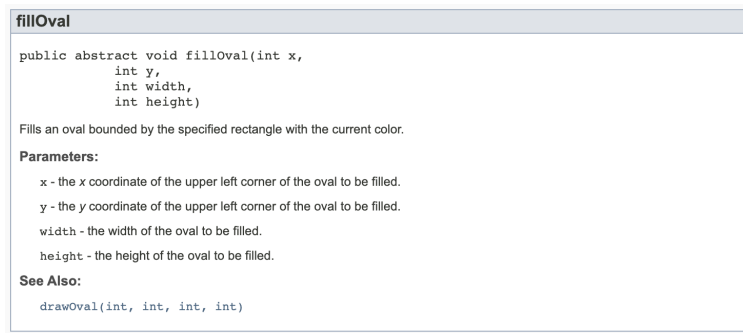 fillOval
public abstract void fillOval(int x,
int y,
int width,
int height)
Fills an oval bounded by the specified rectangle with the current color.
Parameters:
x - the x coordinate of the upper left corner of the oval to be filled.
y - the y coordinate of the upper left corner of the oval to be filled.
width - the width of the oval to be filled.
height - the height of the oval to be filled.
See Also:
drawOval(int, int, int, int)